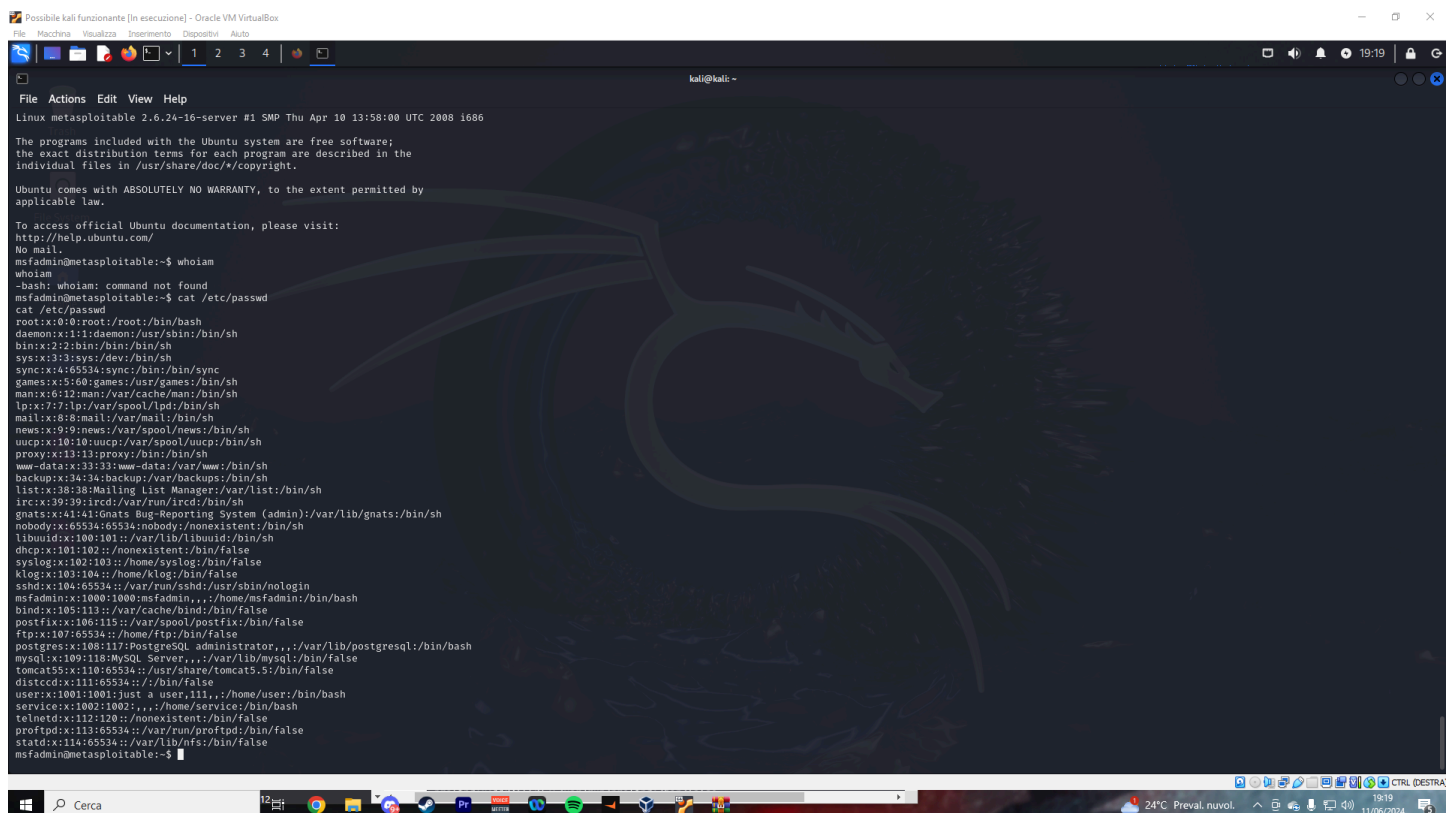 Possibile kali funzionante [In esecuzione] - Oracle VM VirtualBox
File Macchina Visualizza Inserimento Dispositivi Aiuto
1 2 3 4
19:19
kali@kali: ~
File Actions Edit View Help
Linux metasploitable 2.6.24-16-server #1 SMP Thu Apr 10 13:58:00 UTC 2008 i686
The programs included with the Ubuntu system are free software;
the exact distribution terms for each program are described in the
individual files in /usr/share/doc/*/copyright.
Ubuntu comes with ABSOLUTELY NO WARRANTY, to the extent permitted by
applicable law.
To access official Ubuntu documentation, please visit:
http://help.ubuntu.com/
No mail.
msfadmin@metasploitable:~$ whoiam
whoiam
-bash: whoiam: command not found
msfadmin@metasploitable:~$ cat /etc/passwd
cat /etc/passwd
root:x:0:0:root:/root:/bin/bash
daemon:x:1:1:daemon:/usr/sbin:/bin/sh
bin:x:2:2:bin:/bin:/bin/sh
sys:x:3:3:sys:/dev:/bin/sh
sync:x:4:65534:sync:/bin:/bin/sync
games:x:5:60:games:/usr/games:/bin/sh
man:x:6:12:man:/var/cache/man:/bin/sh
lp:x:7:7:lp:/var/spool/lpd:/bin/sh
mail:x:8:8:mail:/var/mail:/bin/sh
news:x:9:9:news:/var/spool/news:/bin/sh
uucp:x:10:10:uucp:/var/spool/uucp:/bin/sh
proxy:x:13:13:proxy:/bin:/bin/sh
www-data:x:33:33:www-data:/var/www:/bin/sh
backup:x:34:34:backup:/var/backups:/bin/sh
list:x:38:38:Mailing List Manager:/var/list:/bin/sh
irc:x:39:39:ircd:/var/run/ircd:/bin/sh
gnats:x:41:41:Gnats Bug-Reporting System (admin):/var/lib/gnats:/bin/sh
nobody:x:65534:65534:nobody:/nonexistent:/bin/sh
libuuid:x:100:101::/var/lib/libuuid:/bin/sh
dhcp:x:101:102::/nonexistent:/bin/false
syslog:x:102:103::/home/syslog:/bin/false
klog:x:103:104::/home/klog:/bin/false
sshd:x:104:65534::/var/run/sshd:/usr/sbin/nologin
msfadmin:x:1000:1000:msfadmin,,,:/home/msfadmin:/bin/bash
bind:x:105:113::/var/cache/bind:/bin/false
postfix:x:106:115::/var/spool/postfix:/bin/false
ftp:x:107:65534::/home/ftp:/bin/false
postgres:x:108:117:PostgreSQL administrator,,,:/var/lib/postgresql:/bin/bash
mysql:x:109:118:MySQL Server,,,:/var/lib/mysql:/bin/false
tomcat55:x:110:65534::/usr/share/tomcat5.5:/bin/false
distccd:x:111:65534::/:/bin/false
user:x:1001:1001:just a user,111,,:/home/user:/bin/bash
service:x:1002:1002:,,,:/home/service:/bin/bash
telnetd:x:112:120::/nonexistent:/bin/false
proftpd:x:113:65534::/var/run/proftpd:/bin/false
statd:x:114:65534::/var/lib/nfs:/bin/false
msfadmin@metasploitable:~$
CTRL (DESTRA)
Cerca
12
Pr
24°C Preval. nuvol.
19:19
11/06/2024